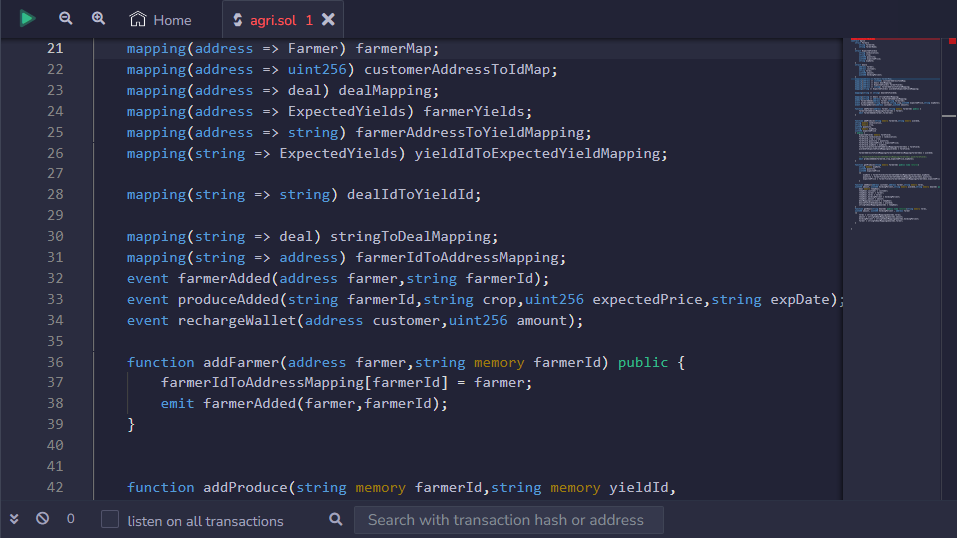 Home
agri.sol 1
21 mapping(address => Farmer) farmerMap;
22 mapping(address => uint256) customerAddressToIdMap;
23 mapping(address => deal) dealMapping;
24 mapping(address => ExpectedYields) farmerYields;
25 mapping(address => string) farmerAddressToYieldMapping;
26 mapping(string => ExpectedYields) yieldIdToExpectedYieldMapping;
27
28 mapping(string => string) dealIdToYieldId;
29
30 mapping(string => deal) stringToDealMapping;
31 mapping(string => address) farmerIdToAddressMapping;
32 event farmerAdded(address farmer,string farmerId);
33 event produceAdded(string farmerId,string crop,uint256 expectedPrice,string expDate);
34 event rechargeWallet(address customer,uint256 amount);
35
36 function addFarmer(address farmer,string memory farmerId) public {
37 farmerIdToAddressMapping[farmerId] = farmer;
38 emit farmerAdded(farmer,farmerId);
39 }
40
41
42 function addProduce(string memory farmerId,string memory yieldId,
0 listen on all transactions Search with transaction hash or address